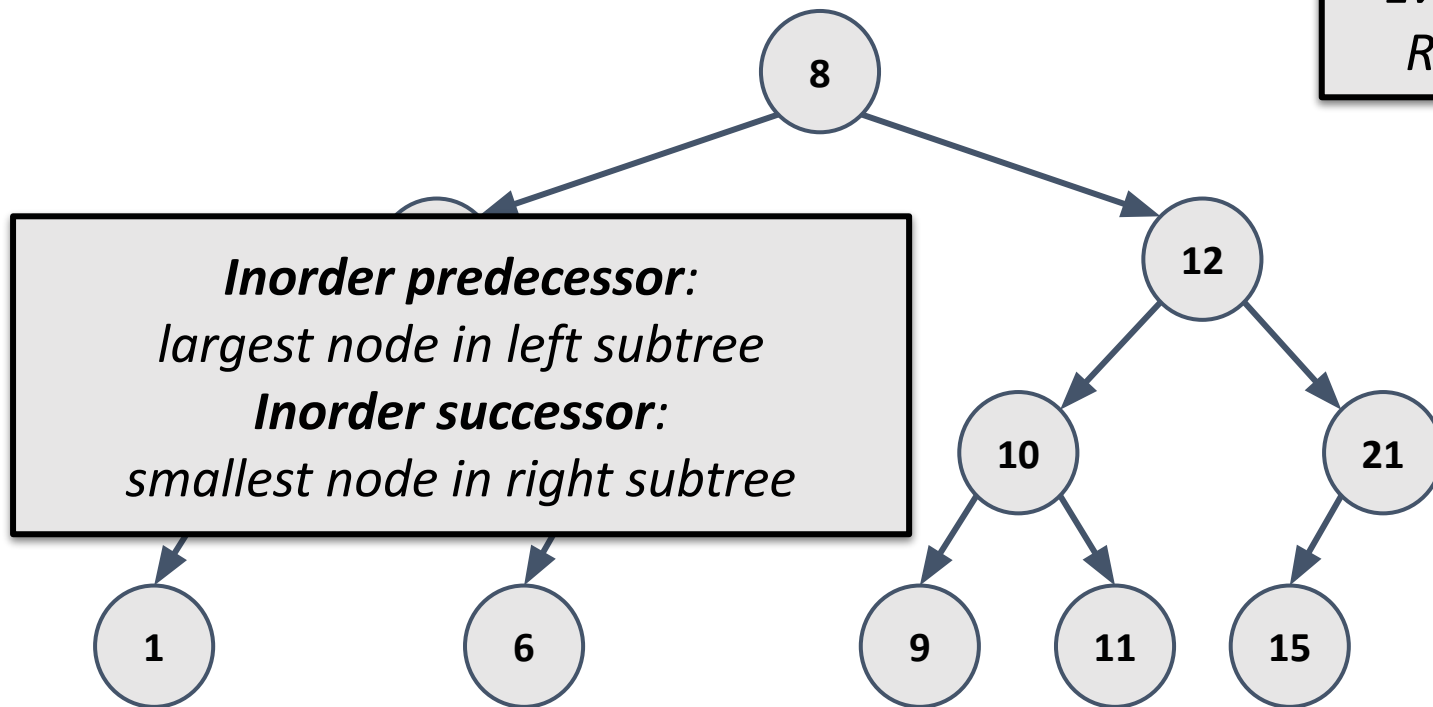 R
8
12
Inorder predecessor:
largest node in left subtree
Inorder successor:
smallest node in right subtree
10
21
1
6
9
11
15